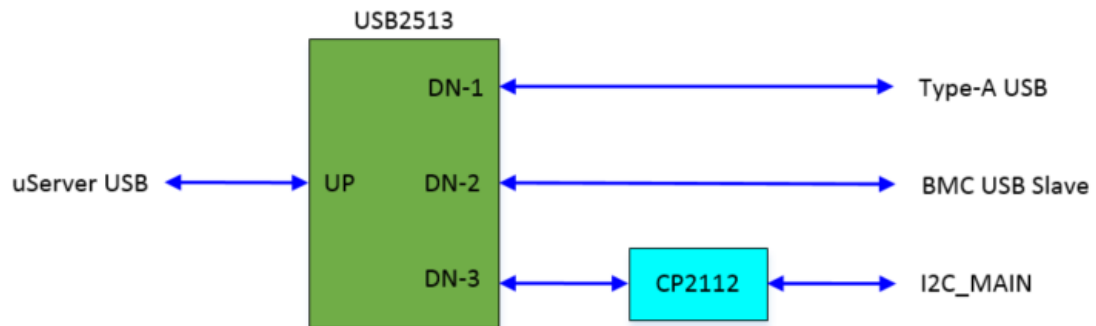 USB2513
DN-1
Type-A USB
uServer USB
UP
DN-2
BMC USB Slave
DN-3
CP2112
I2C_MAIN